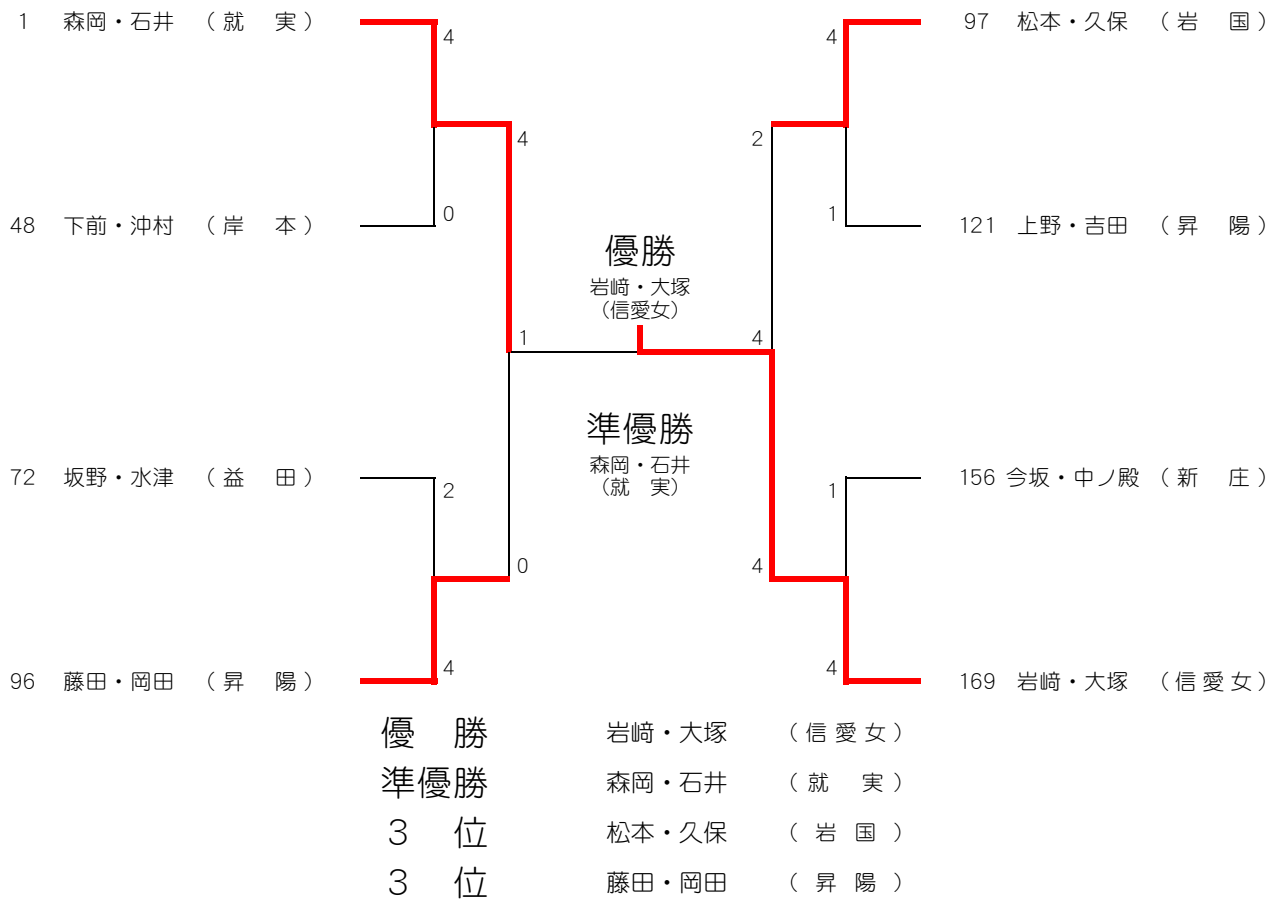 1 森岡・石井 （就　実）
4
4
97 松本・久保 （岩　国）
4
2
48 下前・沖村 （岸　本）
0
1
121 上野・吉田 （昇　陽）
優勝
岩﨑・大塚
（信愛女）
1
4
準優勝
森岡・石井
（就　実）
72 坂野・水津 （益　田）
2
1
156 今坂・中ノ殿 （新　庄）
0
4
96 藤田・岡田 （昇　陽）
4
4
169 岩﨑・大塚 （信愛女）
優　勝 岩﨑・大塚 （信愛女）
準優勝 森岡・石井 （就　実）
３　位 松本・久保 （岩国）
３　位 藤田・岡田 （昇陽）